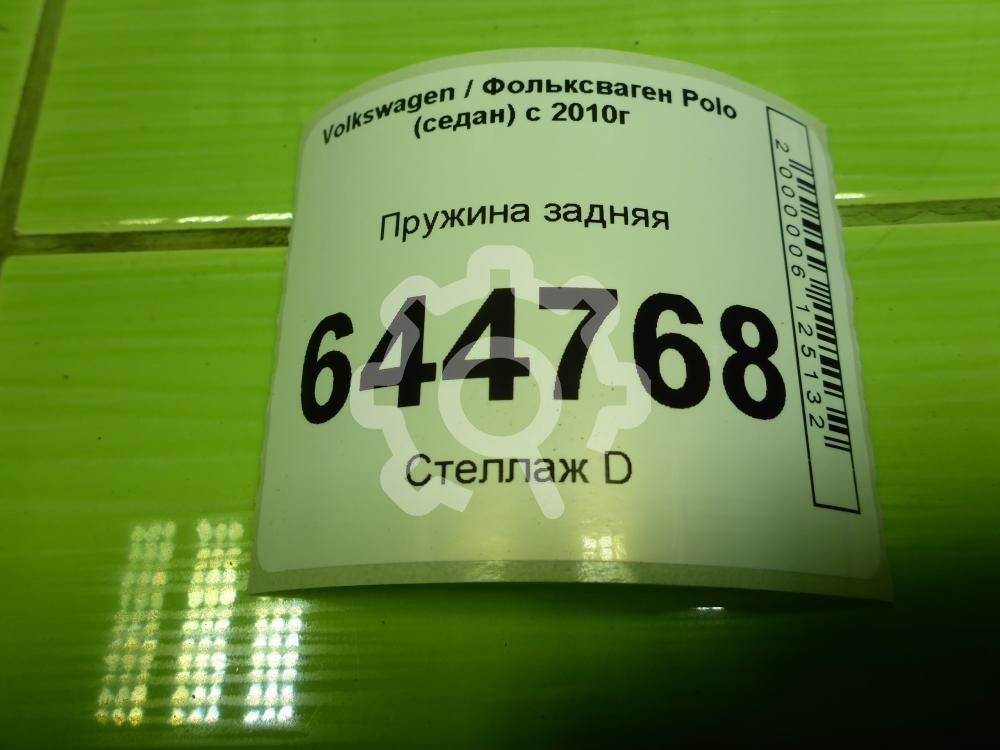 Volkswagen / Фольксваген Polo
(седан) с 2010г
Пружина задняя
644768
Стеллаж D
2000006125132